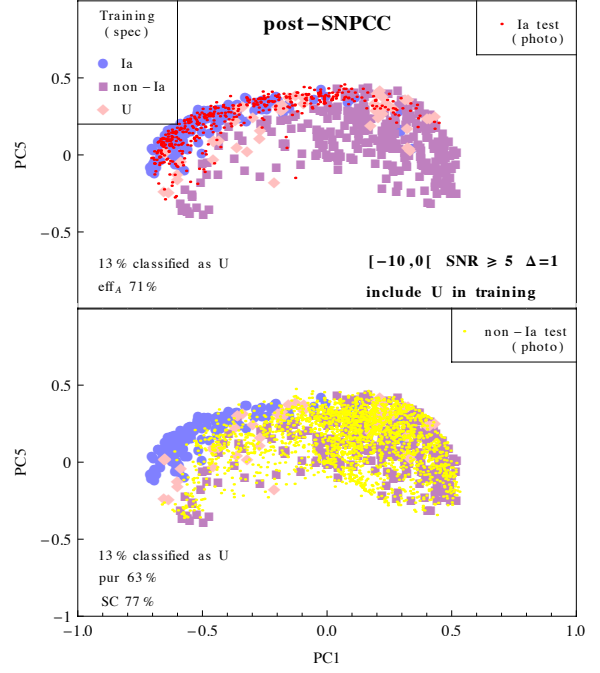 Training
( spec)
Ia
non −Ia
U
post−SNPCC
Ia test
( photo)
0.5
0
−0.5
PC5
13 % classified as U
eff_A 71 %
[ −10 ,0[ SNR ⩾ 5 Δ=1
include U in training
non −Ia test
( photo)
0.5
0
−0.5
−1
PC5
13 % classified as U
pur 63 %
SC 77 %
−1.0 −0.5 0.0 0.5 1.0
PC1